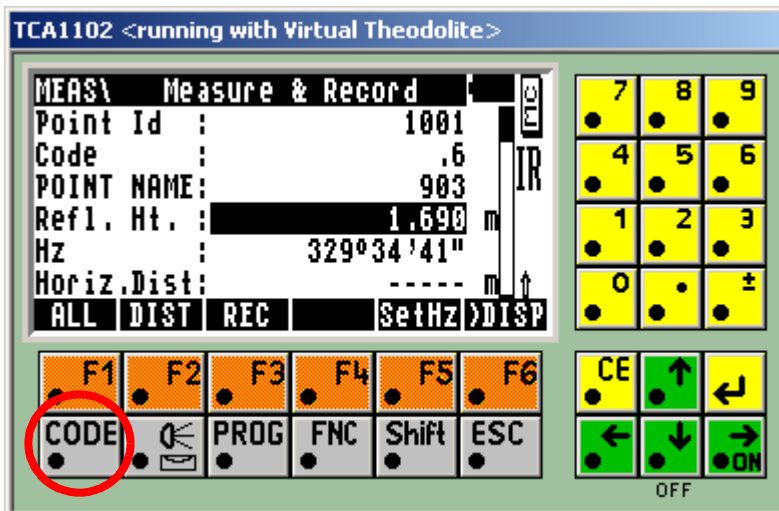 TCA1102 <running with Virtual Theodolite>
MEAS\ Measure & Record
Point Id : 1001
Code : .6
POINT NAME: 903
Refl. Ht. : 1.690 m
HZ : 329°34'41"
Horiz.Dist: ----- m
IR
ALL DIST REC SetHz >DISP
7 8 9
4 5 6
1 2 3
0 . ±
F1 F2 F3 F4 F5 F6
CODE PROG FNC Shift ESC
CE
ON
OFF